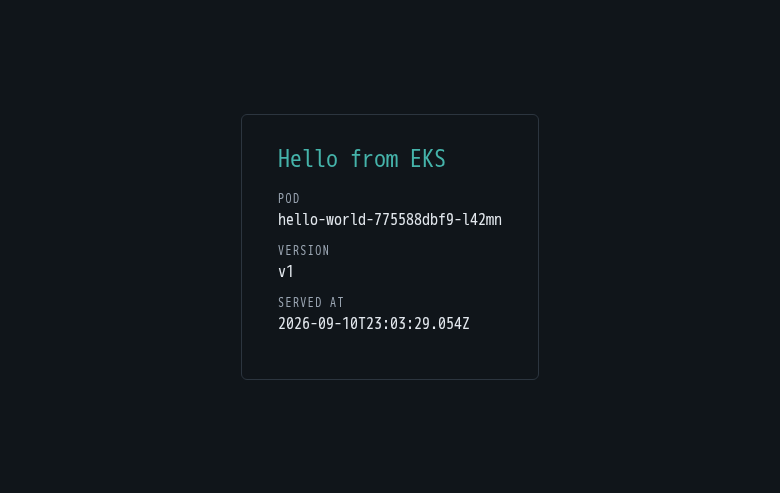 Hello from EKS
POD
hello-world-775588dbf9-l42mn
VERSION
v1
SERVED AT
2026-09-10T23:03:29.054Z